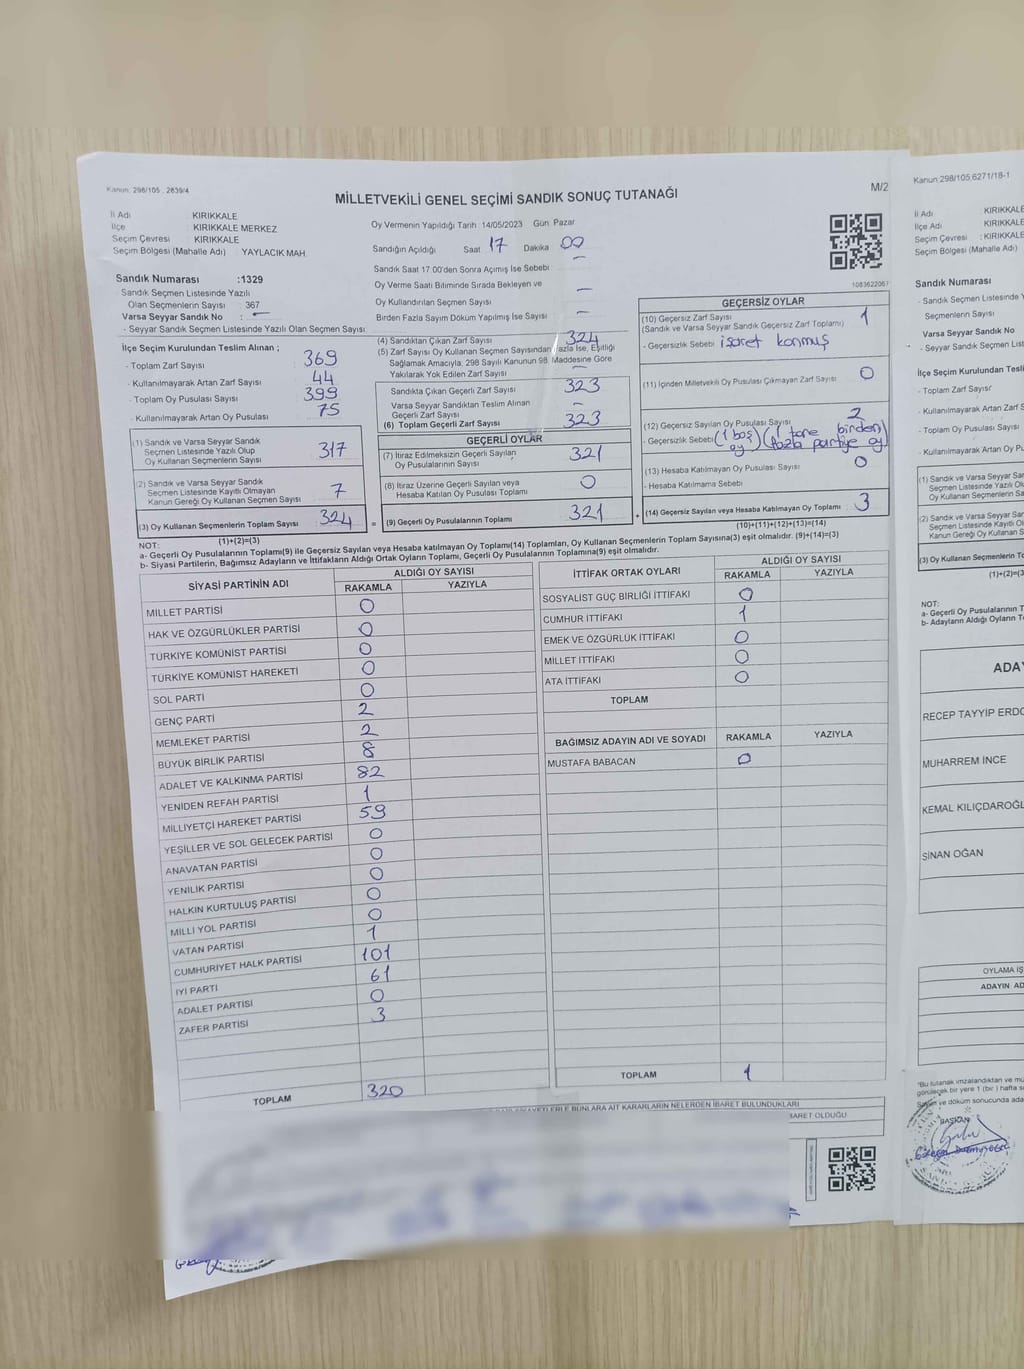 Kanun: 298/105, 2839/4
MİLLETVEKİLİ GENEL SEÇİMİ SANDIK SONUÇ TUTANAĞI
M/2
İl Adı KIRIKKALE
İlçe KIRIKKALE MERKEZ
Seçim Çevresi KIRIKKALE
Seçim Bölgesi (Mahalle Adı) YAYLACIK MAH.
Oy Vermenin Yapıldığı Tarih 14/05/2023 Gün Pazar
Sandığın Açıldığı Saat 17 Dakika 00
Sandık Saat 17.00'den Sonra Açılmış İse Sebebi
Oy Verme Saati Bitiminde Sırada Bekleyen ve
Oy Kullandırılan Seçmen Sayısı
Birden Fazla Sayım Döküm Yapılmış İse Sayısı
1083622067
Sandık Numarası :1329
Sandık Seçmen Listesinde Yazılı
Olan Seçmenlerin Sayısı : 367
Varsa Seyyar Sandık No : -
- Seyyar Sandık Seçmen Listesinde Yazılı Olan Seçmen Sayısı
İlçe Seçim Kurulundan Teslim Alınan ;
- Toplam Zarf Sayısı 369
- Kullanılmayarak Artan Zarf Sayısı 44
- Toplam Oy Pusulası Sayısı 399
- Kullanılmayarak Artan Oy Pusulası 75
(1) Sandık ve Varsa Seyyar Sandık
Seçmen Listesinde Yazılı Olup
Oy Kullanan Seçmenlerin Sayısı 317
(2) Sandık ve Varsa Seyyar Sandık
Seçmen Listesinde Kayıtlı Olmayan
Kanun Gereği Oy Kullanan Seçmen Sayısı 7
(3) Oy Kullanan Seçmenlerin Toplam Sayısı 324
(1)+(2)=(3)
(4) Sandıktan Çıkan Zarf Sayısı 324
(5) Zarf Sayısı Oy Kullanan Seçmen Sayısından Fazla İse, Eşitliği
Sağlamak Amacıyla, 298 Sayılı Kanunun 98. Maddesine Göre
Yakılarak Yok Edilen Zarf Sayısı -
Sandıkta Çıkan Geçerli Zarf Sayısı 323
Varsa Seyyar Sandıktan Teslim Alınan
Geçerli Zarf Sayısı -
(6) Toplam Geçerli Zarf Sayısı 323
GEÇERLİ OYLAR
(7) İtiraz Edilmeksizin Geçerli Sayılan
Oy Pusulalarının Sayısı 321
(8) İtiraz Üzerine Geçerli Sayılan veya
Hesaba Katılan Oy Pusulası Toplamı 0
= (9) Geçerli Oy Pusulalarının Toplamı 321
GEÇERSİZ OYLAR
(10) Geçersiz Zarf Sayısı 1
(Sandık ve Varsa Seyyar Sandık Geçersiz Zarf Toplamı)
- Geçersizlik Sebebi işaret konmuş
(11) İçinden Milletvekili Oy Pusulası Çıkmayan Zarf Sayısı 0
(12) Geçersiz Sayılan Oy Pusulası Sayısı 2
- Geçersizlik Sebebi (1 boş oy) (1 tane birden fazla partiye oy)
(13) Hesaba Katılmayan Oy Pusulası Sayısı 0
- Hesaba Katılmama Sebebi
+ (14) Geçersiz Sayılan veya Hesaba Katılmayan Oy Toplamı 3
(10)+(11)+(12)+(13)=(14)
NOT:
a- Geçerli Oy Pusulalarının Toplamı(9) ile Geçersiz Sayılan veya Hesaba katılmayan Oy Toplamı(14) Toplamları, Oy Kullanan Seçmenlerin Toplam Sayısına(3) eşit olmalıdır. (9)+(14)=(3)
b- Siyasi Partilerin, Bağımsız Adayların ve İttifakların Aldığı Ortak Oyların Toplamı, Geçerli Oy Pusulalarının Toplamına(9) eşit olmalıdır.
SİYASİ PARTİNİN ADI ALDIĞI OY SAYISI
RAKAMLA YAZIYLA
MİLLET PARTİSİ 0
HAK VE ÖZGÜRLÜKLER PARTİSİ 0
TÜRKİYE KOMÜNİST PARTİSİ 0
TÜRKİYE KOMÜNİST HAREKETİ 0
SOL PARTİ 0
GENÇ PARTİ 2
MEMLEKET PARTİSİ 2
BÜYÜK BİRLİK PARTİSİ 8
ADALET VE KALKINMA PARTİSİ 82
YENİDEN REFAH PARTİSİ 1
MİLLİYETÇİ HAREKET PARTİSİ 59
YEŞİLLER VE SOL GELECEK PARTİSİ 0
ANAVATAN PARTİSİ 0
YENİLİK PARTİSİ 0
HALKIN KURTULUŞ PARTİSİ 0
MİLLİ YOL PARTİSİ 0
VATAN PARTİSİ 1
CUMHURİYET HALK PARTİSİ 101
İYİ PARTİ 61
ADALET PARTİSİ 0
ZAFER PARTİSİ 3
TOPLAM 320
İTTİFAK ORTAK OYLARI ALDIĞI OY SAYISI
RAKAMLA YAZIYLA
SOSYALİST GÜÇ BİRLİĞİ İTTİFAKI 0
CUMHUR İTTİFAKI 1
EMEK VE ÖZGÜRLÜK İTTİFAKI 0
MİLLET İTTİFAKI 0
ATA İTTİFAKI 0
TOPLAM
BAĞIMSIZ ADAYIN ADI VE SOYADI RAKAMLA YAZIYLA
MUSTAFA BABACAN 0
TOPLAM 1
BUNLARA AİT KARARLARIN NELERDEN İBARET BULUNDUKLARI
İBARET OLDUĞU
Kanun:298/105,6271/18-1
İl Adı KIRIKKALE
İlçe Adı KIRIKKALE
Seçim Çevresi : KIRIKKALE
Seçim Bölgesi (Mahalle Adı)
Sandık Numarası
- Sandık Seçmen Listesinde Y
Seçmenlerin Sayısı
Varsa Seyyar Sandık No
- Seyyar Sandık Seçmen Listes
İlçe Seçim Kurulundan Tesli
- Toplam Zarf Sayısı
- Kullanılmayarak Artan Zarf S
- Toplam Oy Pusulası Sayısı
- Kullanılmayarak Artan Oy Pu
(1) Sandık ve Varsa Seyyar
Seçmen Listesinde Yazılı Ol
Oy Kullanan Seçmenlerin Sa
(2) Sandık ve Varsa Seyyar
Seçmen Listesinde Kayıtlı
Kanun Gereği Oy Kullanan S
(3) Oy Kullanan Seçmenlerin T
(1)+(2)=(3
NOT:
a- Geçerli Oy Pusulalarının T
b- Adayların Aldığı Oyların T
ADAY
RECEP TAYYİP ERDO
MUHARREM İNCE
KEMAL KILIÇDAROĞL
SİNAN OĞAN
OYLAMA İŞ
ADAYIN AD
*Bu tutanak imzalandıktan ve mü
görülecek bir yere 1 (bir ) hafta s
Sayım ve döküm sonucunda ada
BAŞKAN